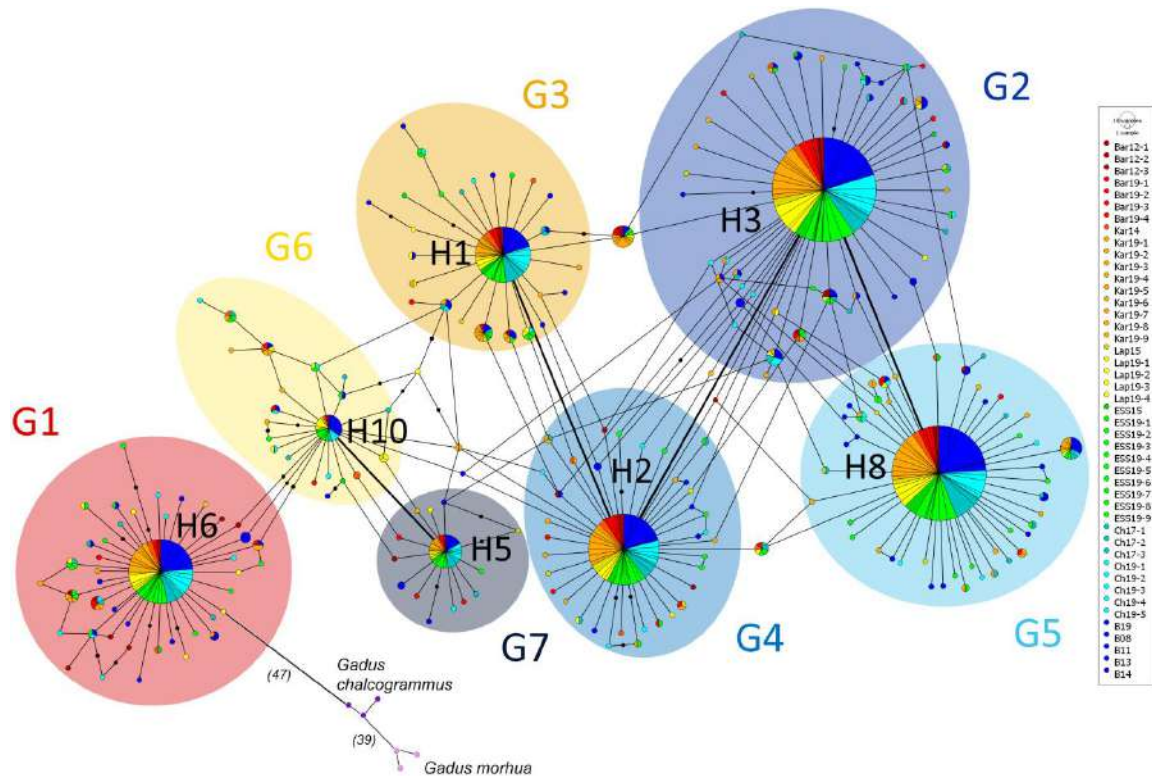 G2
G3
H3
G6
H1
G1
H10
H2
H8
H6
H5
G7
G4
G5
(47)
Gadus
chalcogrammus
(39)
Gadus morhua
Bar12-1
Bar12-2
Bar12-3
Bar19-1
Bar19-2
Bar19-3
Bar19-4
Kar14
Kar19-1
Kar19-2
Kar19-3
Kar19-4
Kar19-5
Kar19-6
Kar19-7
Kar19-8
Kar19-9
Lap15
Lap19-1
Lap19-2
Lap19-3
Lap19-4
ESS15
ESS19-1
ESS19-2
ESS19-3
ESS19-4
ESS19-5
ESS19-6
ESS19-7
ESS19-8
ESS19-9
Ch17-1
Ch17-2
Ch17-3
Ch19-1
Ch19-2
Ch19-3
Ch19-4
Ch19-5
B19
B08
B11
B13
B14